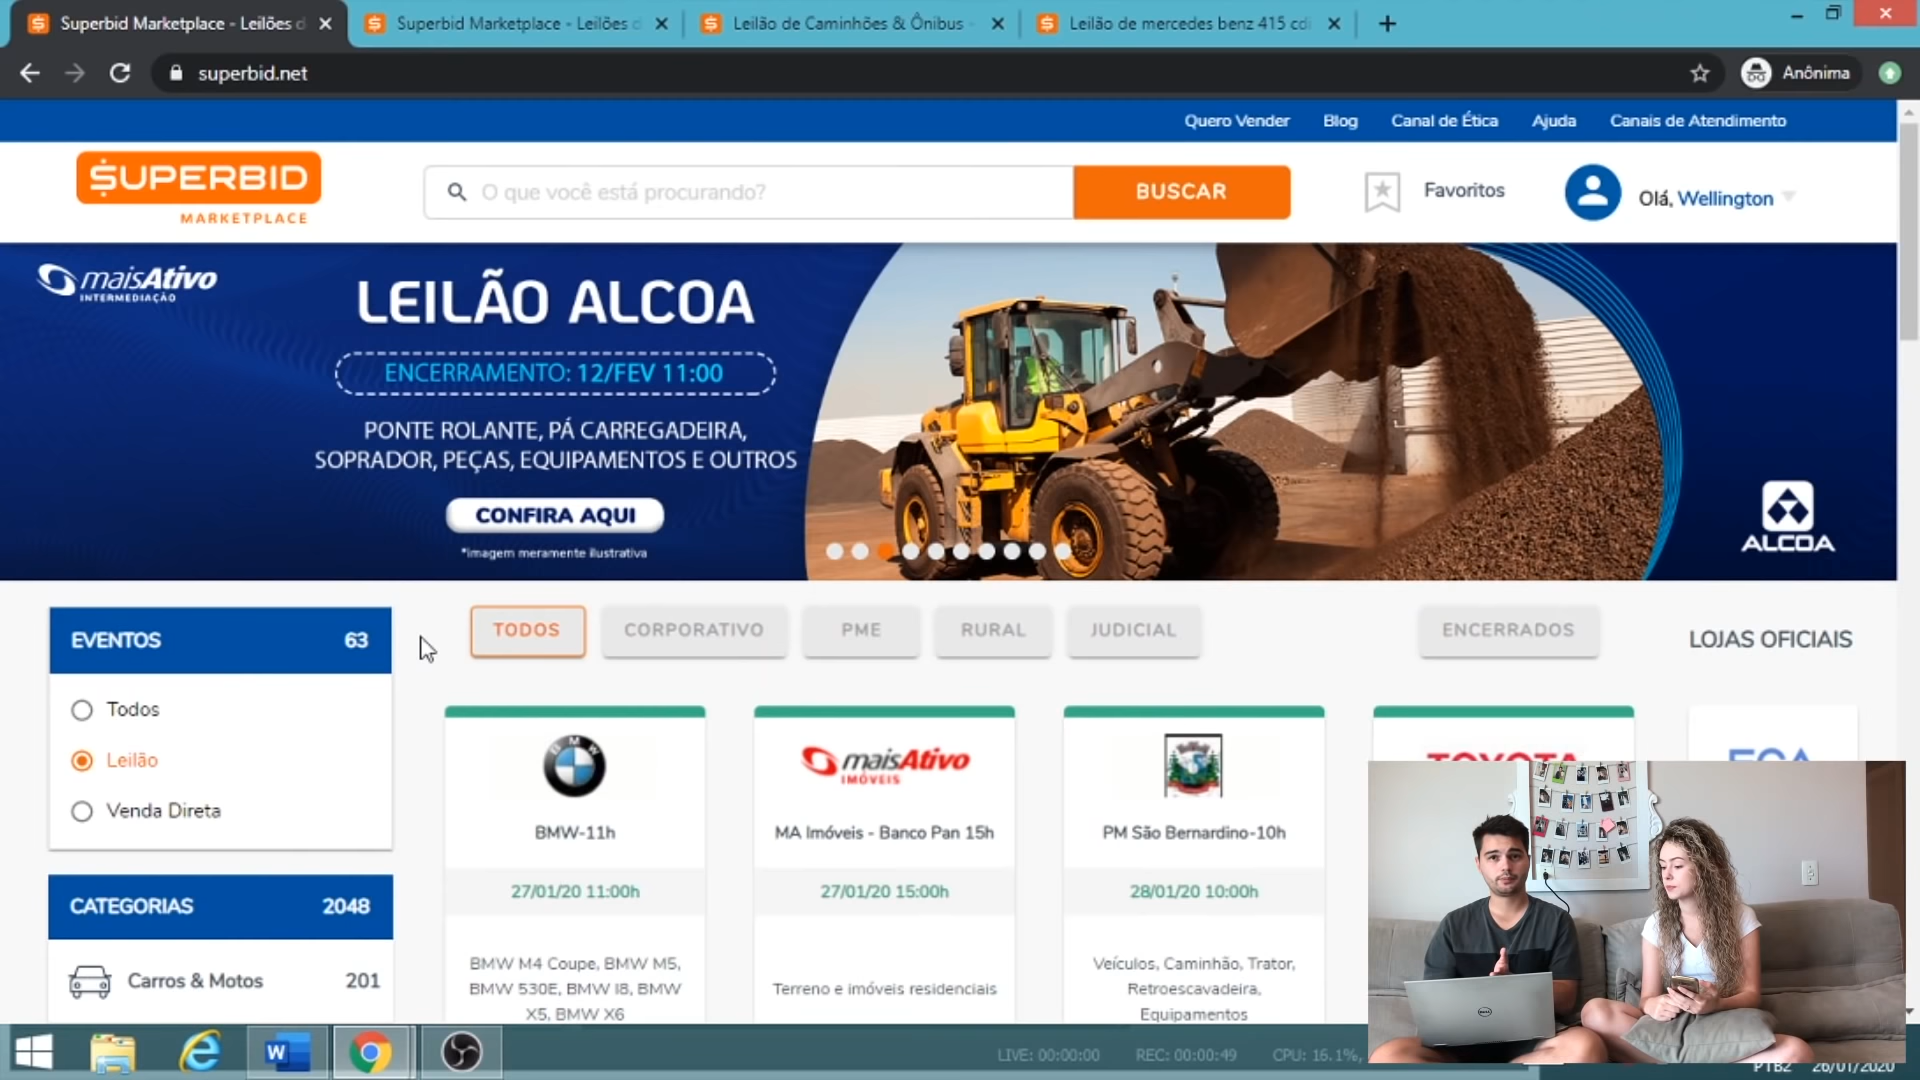 Superbid Marketplace - Leilões d
Superbid Marketplace - Leilões d
Leilão de Caminhões & Ônibus -
Leilão de mercedes benz 415 cdi
superbid.net
Anônima
Quero Vender
Blog
Canal de Ética
Ajuda
Canais de Atendimento
SUPERBID
MARKETPLACE
O que você está procurando?
BUSCAR
Favoritos
Olá, Wellington
maisAtivo
INTERMEDIAÇÃO
LEILÃO ALCOA
ENCERRAMENTO: 12/FEV 11:00
PONTE ROLANTE, PÁ CARREGADEIRA,
SOPRADOR, PEÇAS, EQUIPAMENTOS E OUTROS
CONFIRA AQUI
*imagem meramente ilustrativa
ALCOA
EVENTOS 63
Todos
Leilão
Venda Direta
CATEGORIAS 2048
Carros & Motos 201
TODOS
CORPORATIVO
PME
RURAL
JUDICIAL
ENCERRADOS
LOJAS OFICIAIS
BMW
BMW-11h
27/01/20 11:00h
BMW M4 Coupe, BMW M5,
BMW 530E, BMW I8, BMW
X5, BMW X6
maisAtivo
IMÓVEIS
MA Imóveis - Banco Pan 15h
27/01/20 15:00h
Terreno e imóveis residenciais
PM São Bernardino-10h
28/01/20 10:00h
Veículos, Caminhão, Trator,
Retroescavadeira,
Equipamentos
TOYOTA
LIVE: 00:00:00
REC: 00:00:49
CPU: 16.1%,
PTB2
26/01/2020